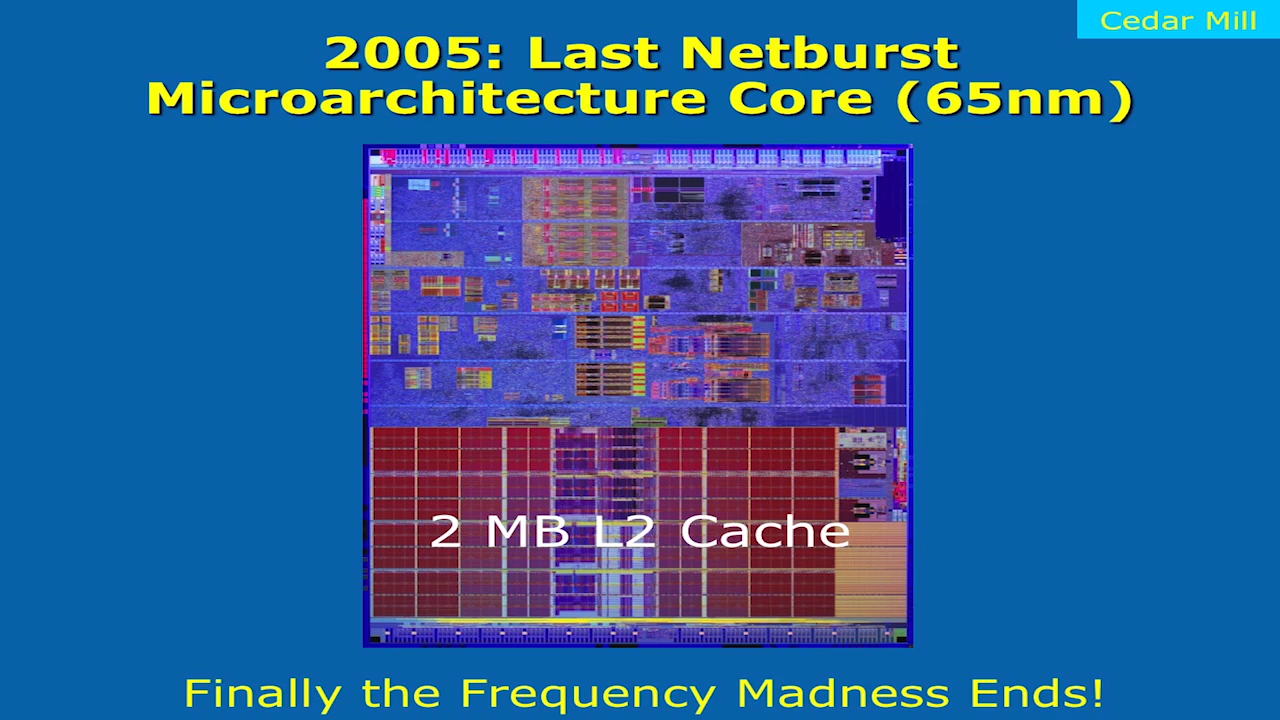 Cedar Mill
2005: Last Netburst
Microarchitecture Core (65nm)
2 MB L2 Cache
Finally the Frequency Madness Ends!